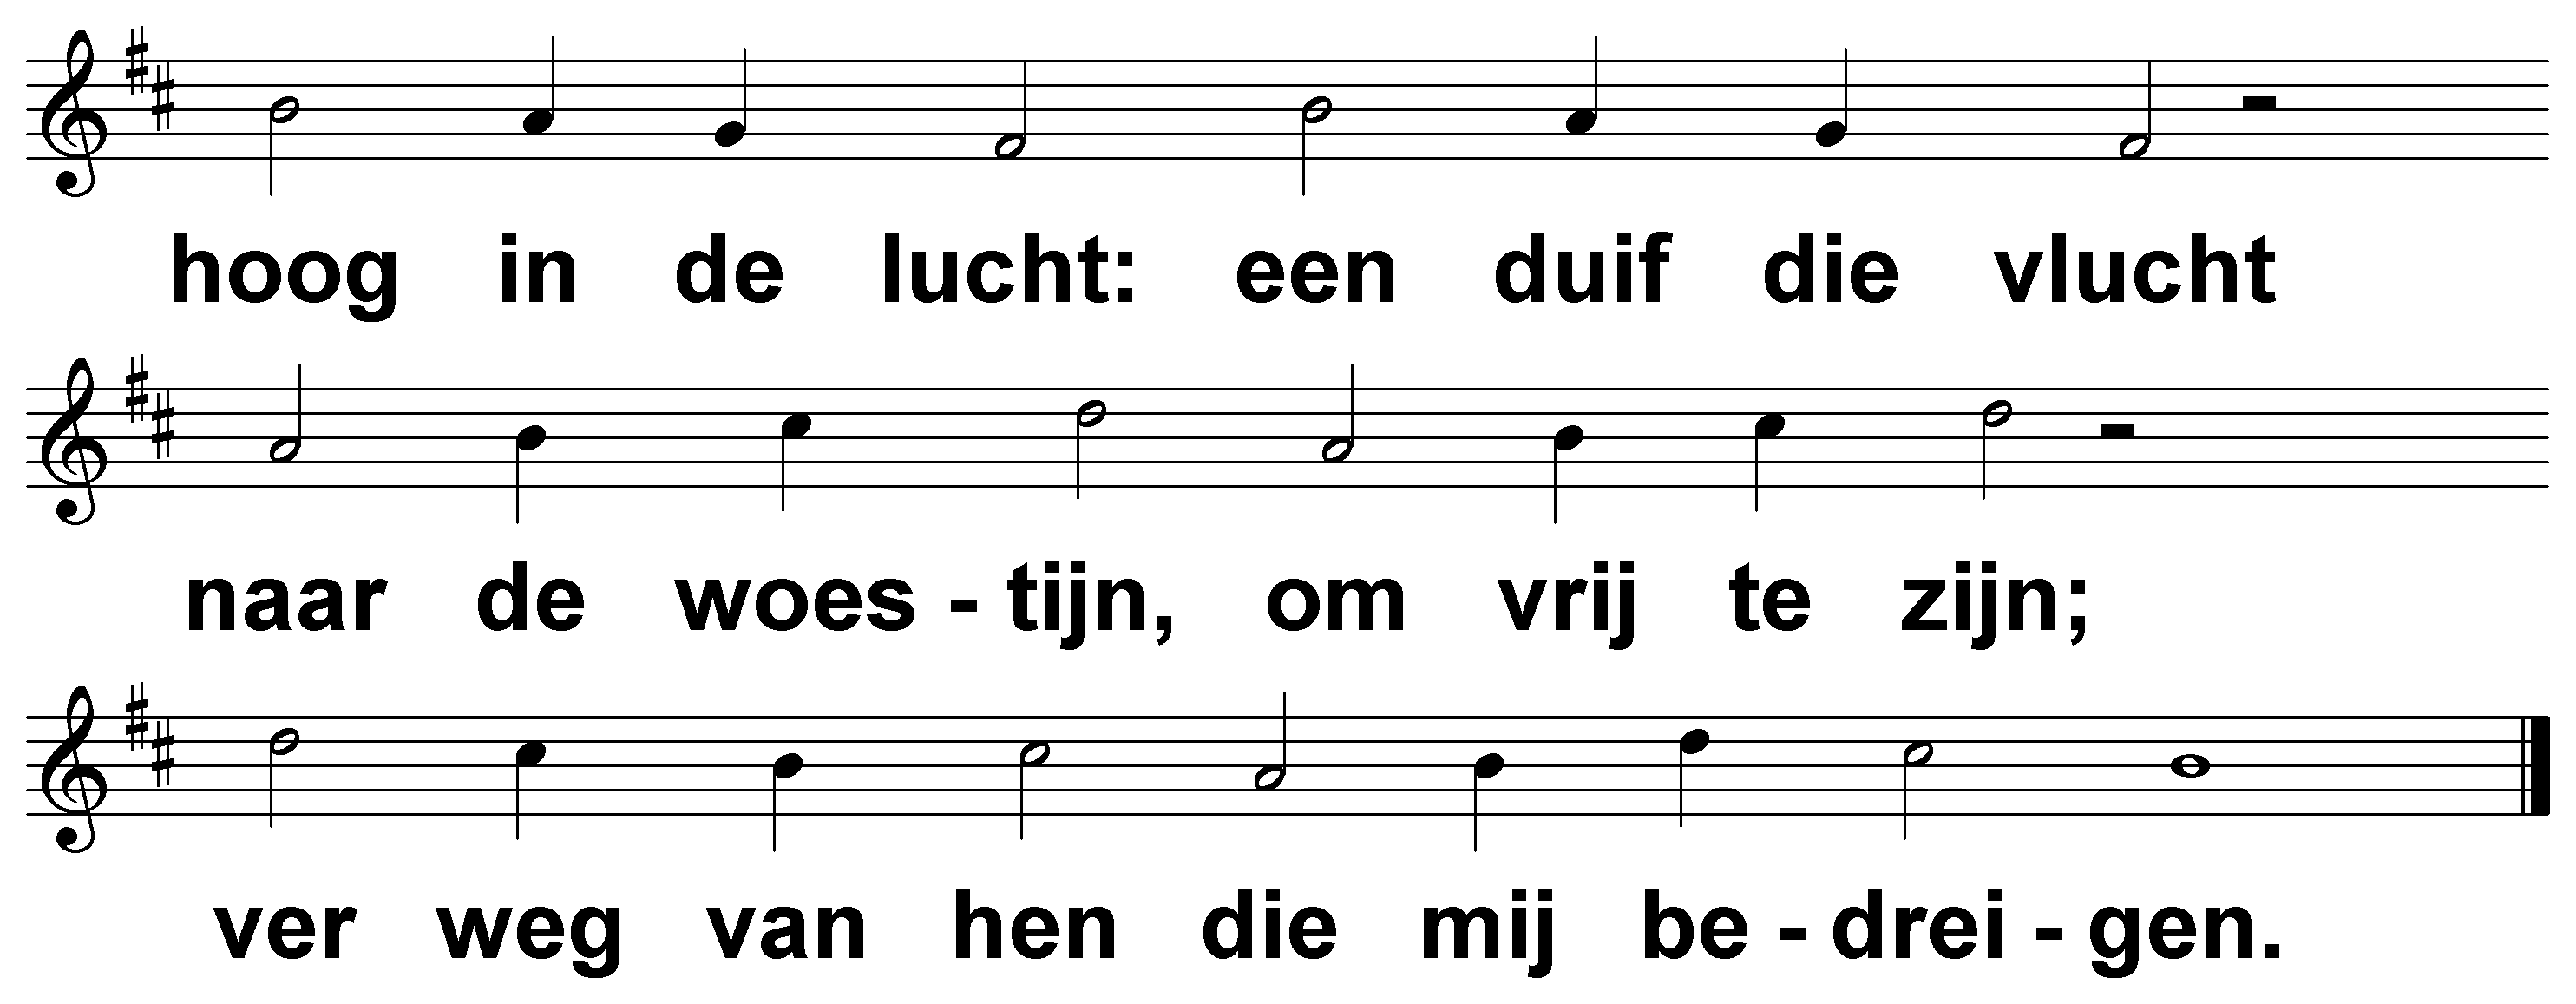 hoog in de lucht: een duif die vlucht
naar de woes - tijn, om vrij te zijn;
ver weg van hen die mij be - drei - gen.